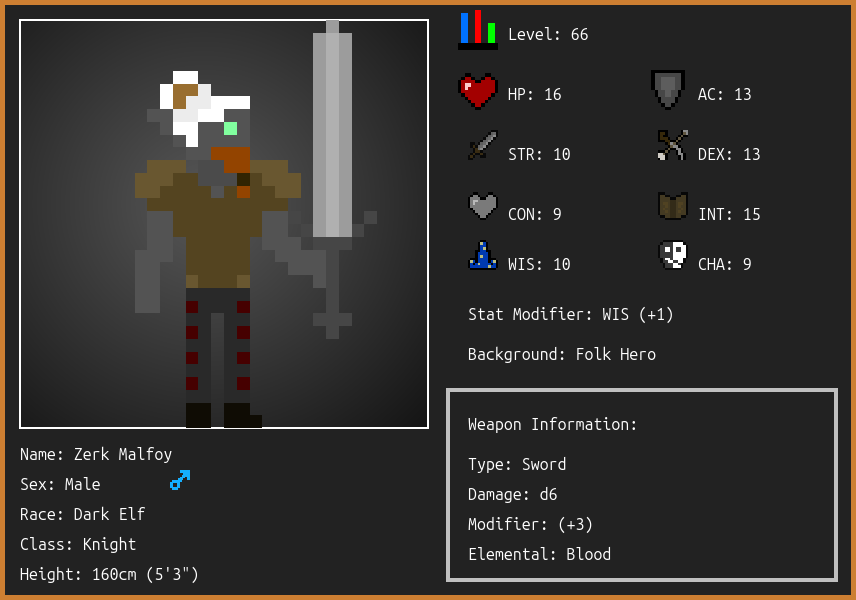 Level: 66
HP: 16
AC: 13
STR: 10
DEX: 13
CON: 9
INT: 15
WIS: 10
CHA: 9
Stat Modifier: WIS (+1)
Background: Folk Hero
Weapon Information:
Type: Sword
Damage: d6
Modifier: (+3)
Elemental: Blood
Name: Zerk Malfoy
Sex: Male
Race: Dark Elf
Class: Knight
Height: 160cm (5'3")